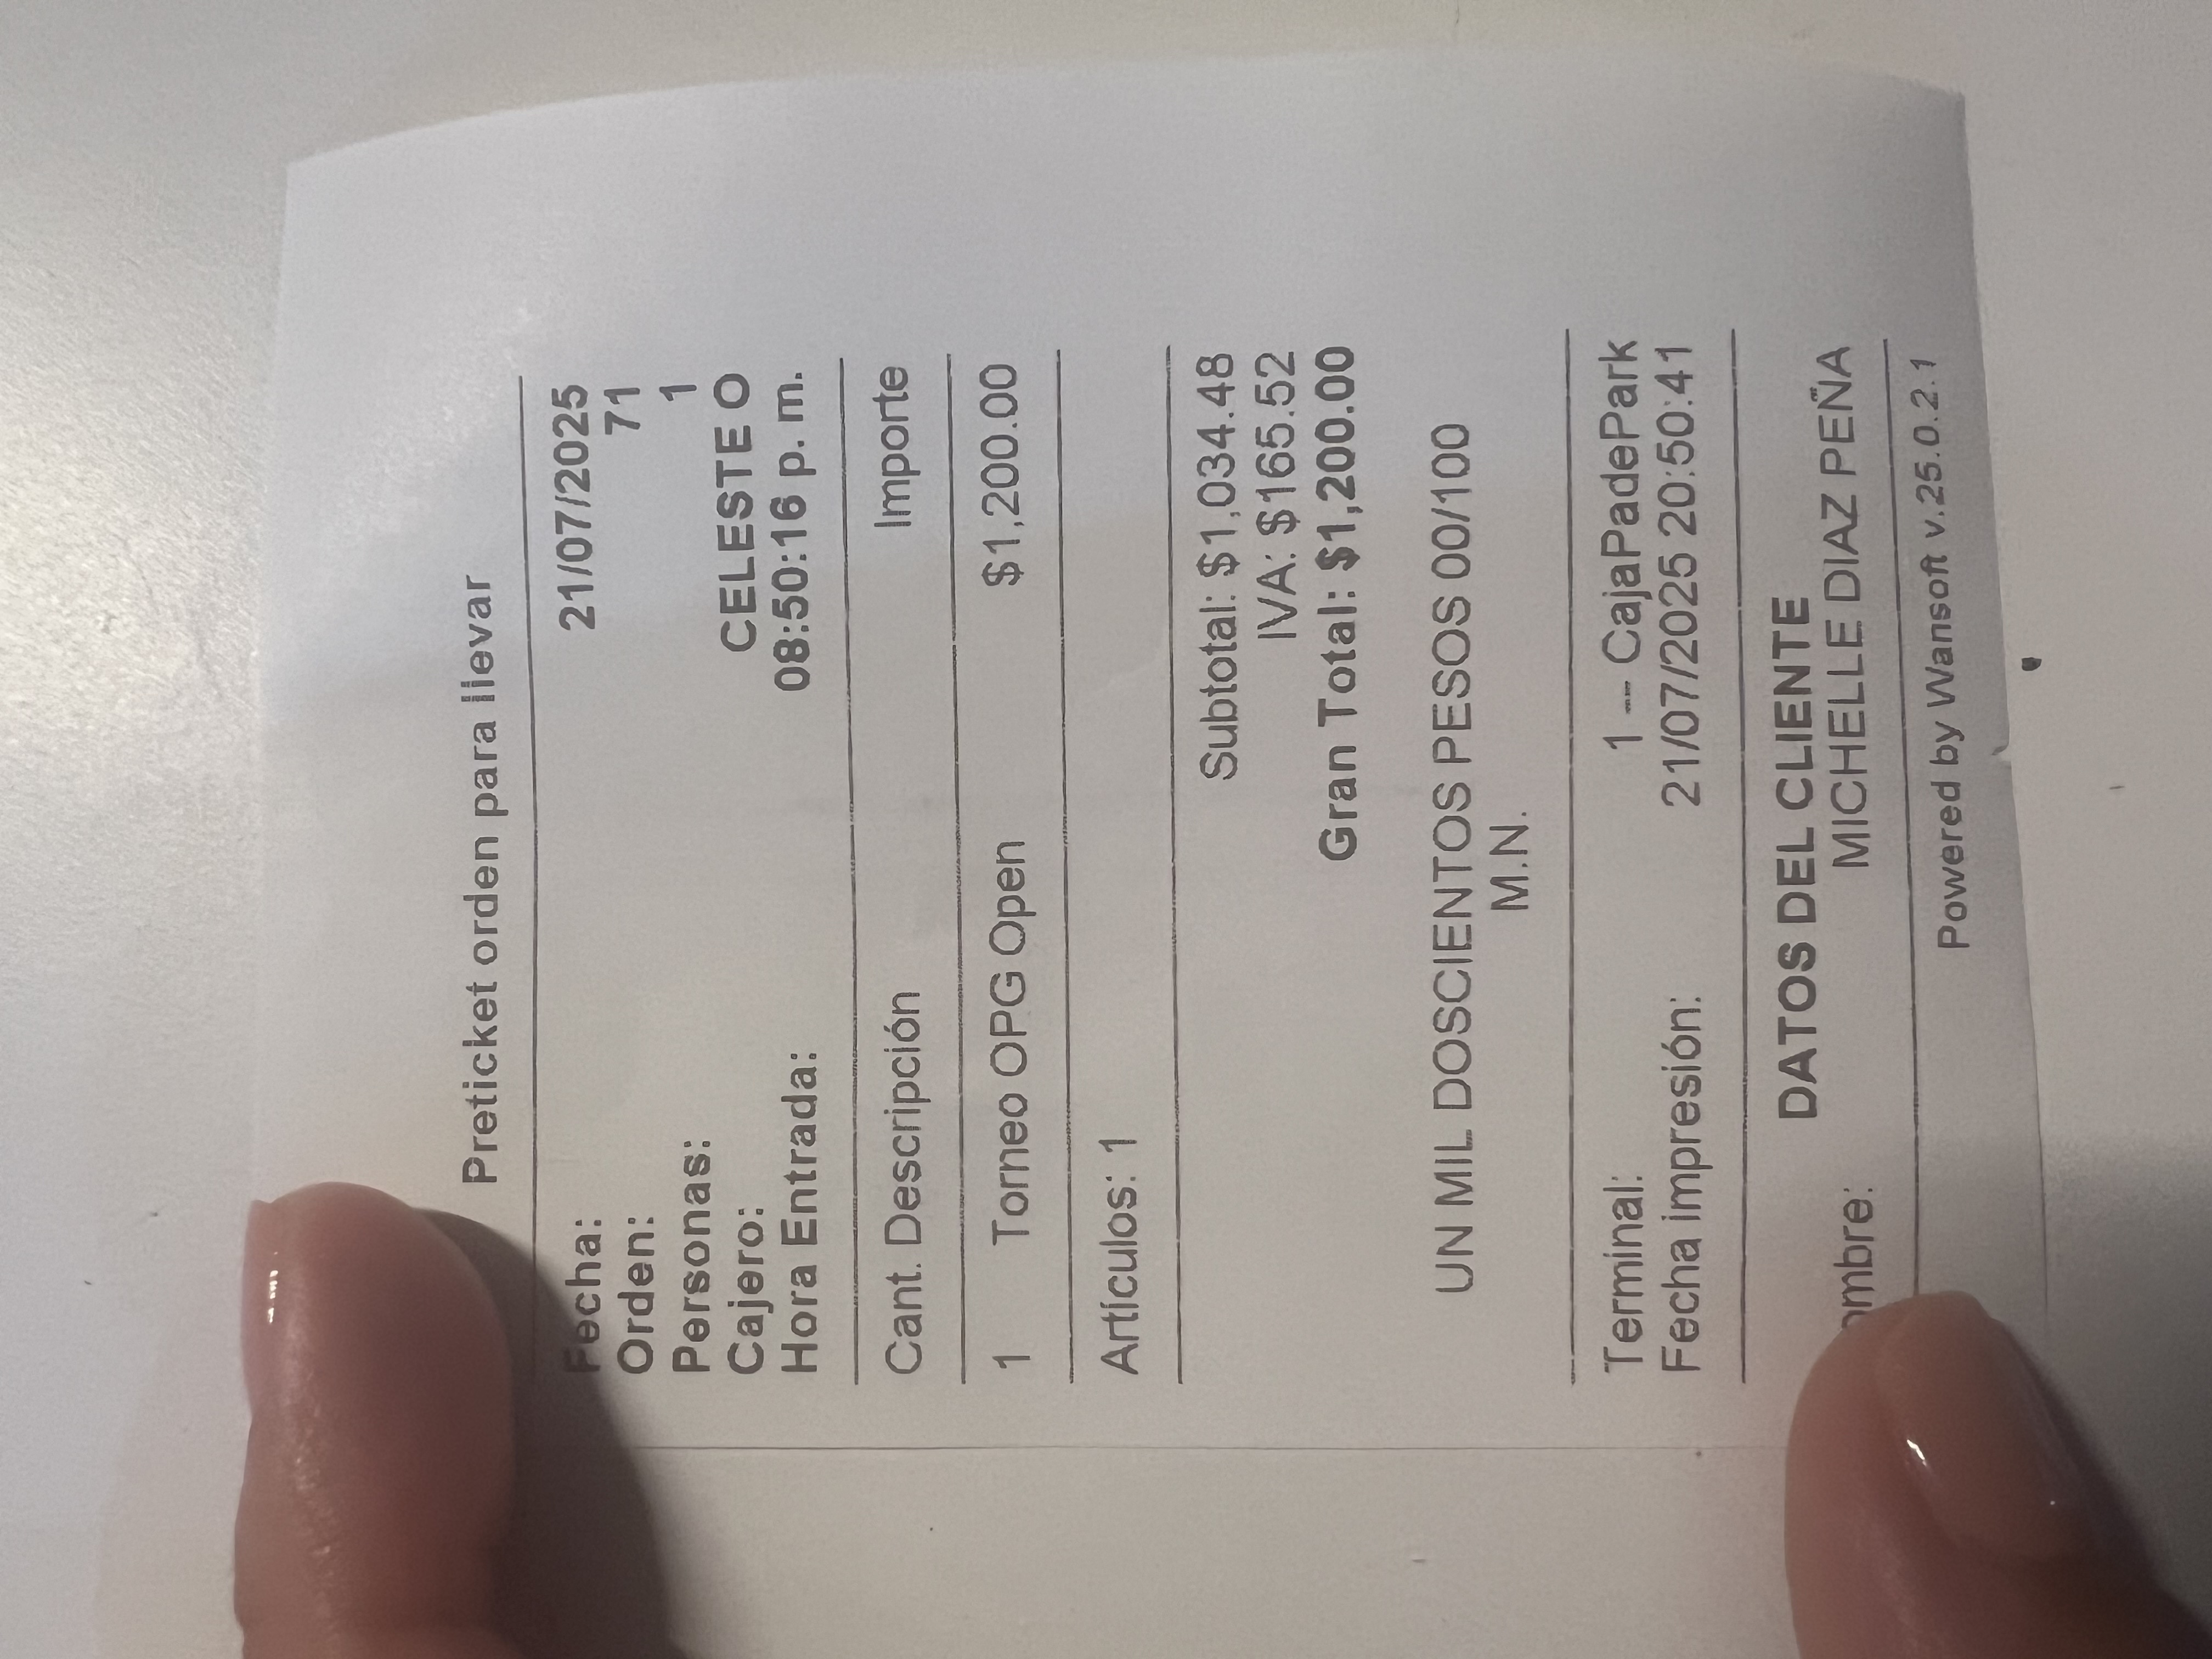 Preticket orden para llevar
Fecha: 21/07/2025
Orden: 71
Personas: 1
Cajero: CELESTE O
Hora Entrada: 08:50:16 p. m.
Cant. Descripción Importe
1 Torneo OPG Open $1,200.00
Artículos: 1
Subtotal: $1,034.48
IVA: $165.52
Gran Total: $1,200.00
UN MIL DOSCIENTOS PESOS 00/100
M.N.
Terminal: 1 -- CajaPadePark
Fecha impresión: 21/07/2025 20:50:41
DATOS DEL CLIENTE
ombre: MICHELLE DIAZ PEÑA
Powered by Wansoft v.25.0.2.1